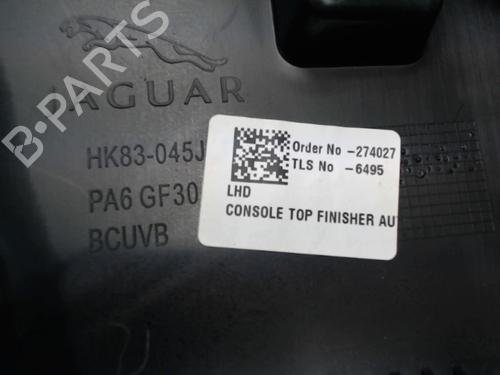 JAGUAR
HK83-045J
PA6 GF30
BCUVB
Order No -274027
TLS No -6495
LHD
CONSOLE TOP FINISHER AU
B-PARTS